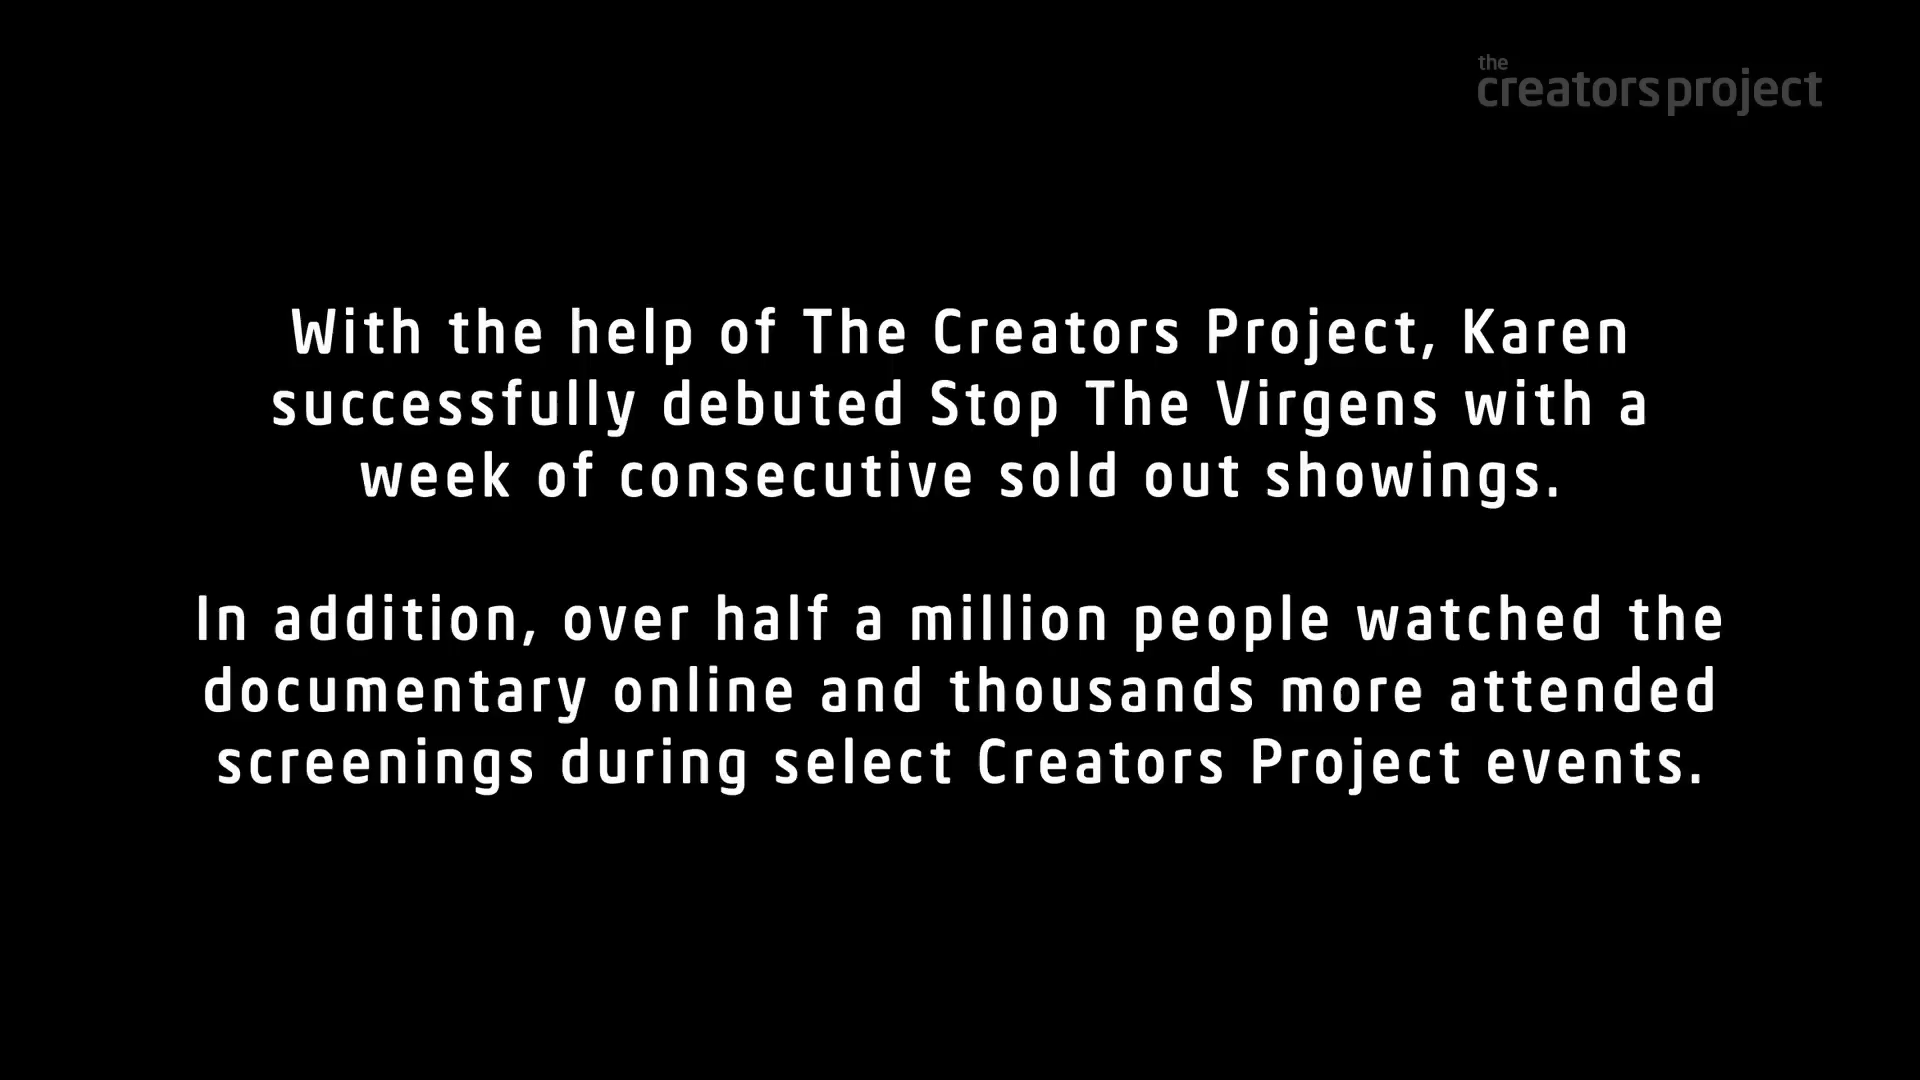 the
creatorsproject
With the help of The Creators Project, Karen
successfully debuted Stop The Virgens with a
week of consecutive sold out showings.
In addition, over half a million people watched the
documentary online and thousands more attended
screenings during select Creators Project events.